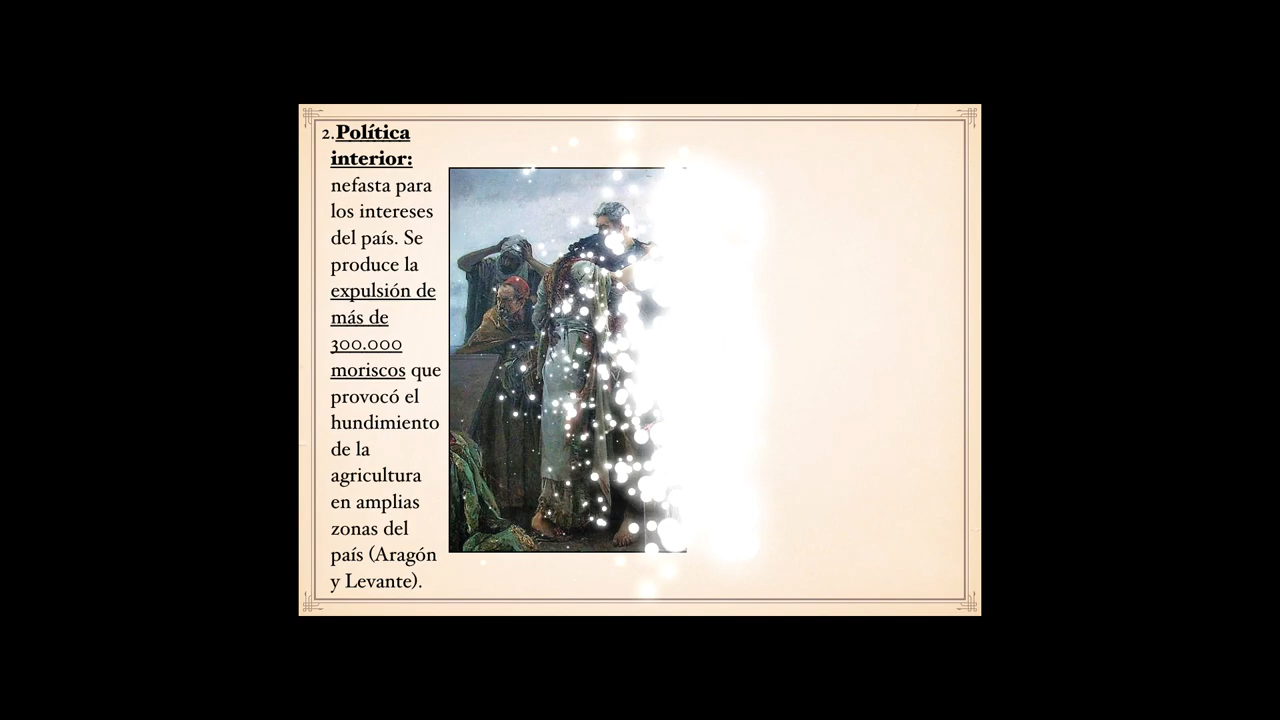 2.Política
interior:
nefasta para
los intereses
del país. Se
produce la
expulsión de
más de
300.000
moriscos que
provocó el
hundimiento
de la
agricultura
en amplias
zonas del
país (Aragón
y Levante).